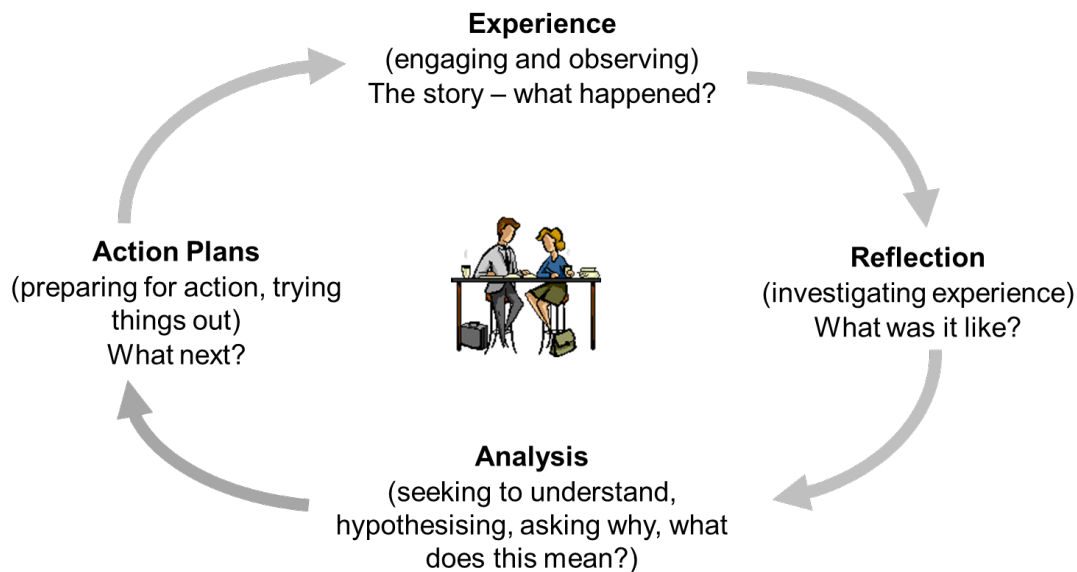 Experience
(engaging and observing)
The story – what happened?
Reflection
(investigating experience)
What was it like?
Analysis
(seeking to understand,
hypothesising, asking why, what
does this mean?)
Action Plans
(preparing for action, trying
things out)
What next?